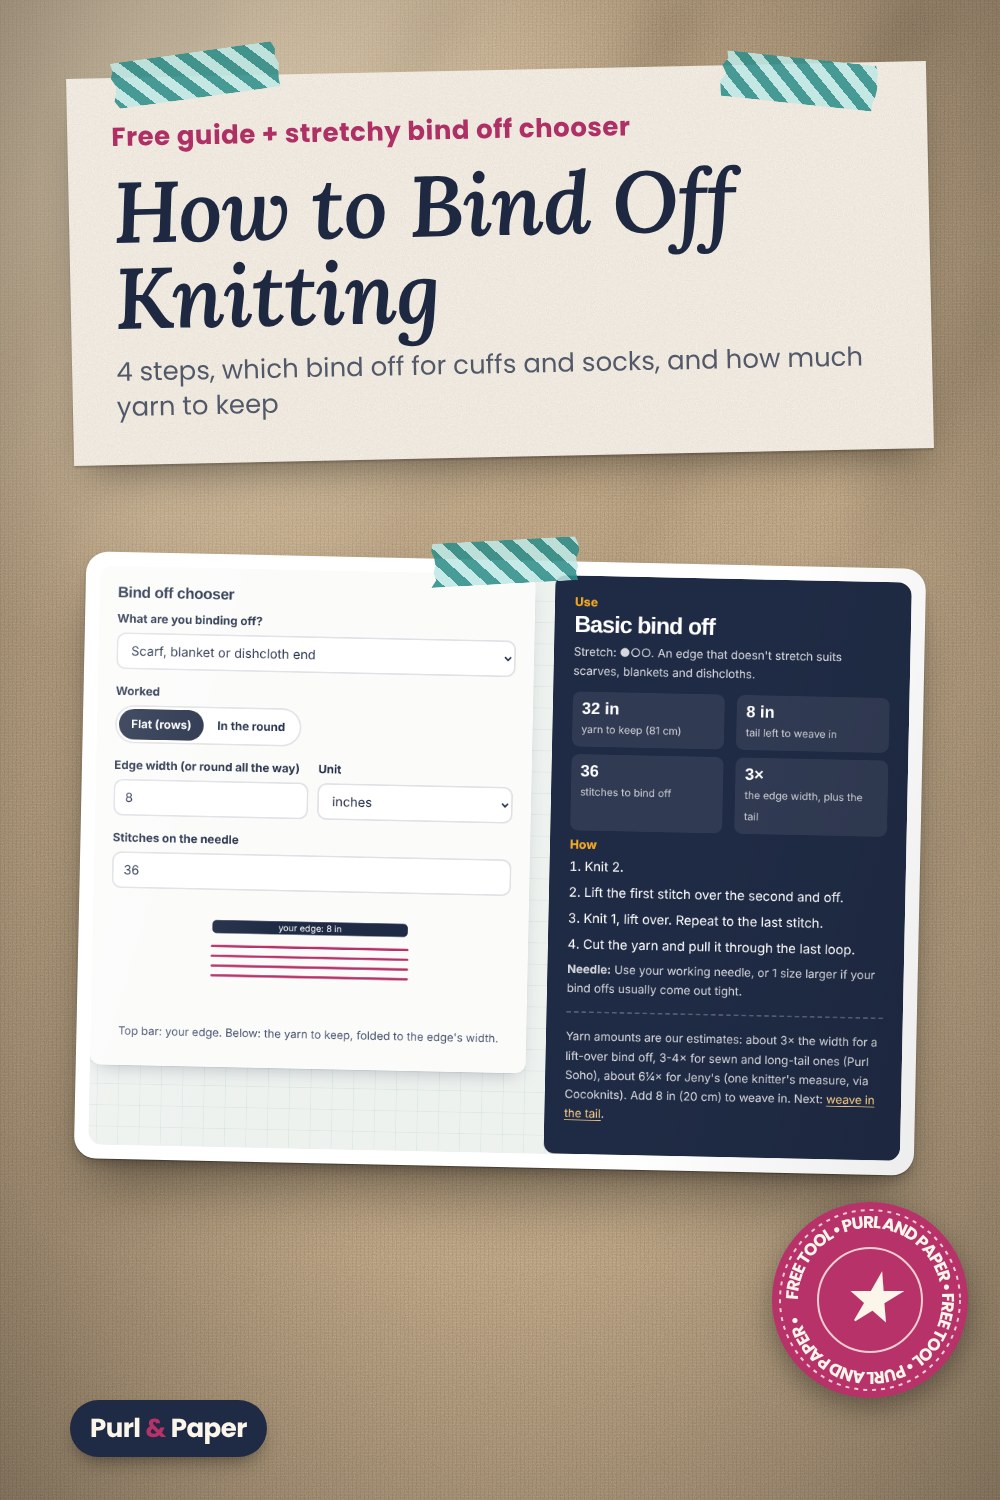 Free guide + stretchy bind off chooser
How to Bind Off
Knitting
4 steps, which bind off for cuffs and socks, and how much
yarn to keep
Bind off chooser
What are you binding off?
Scarf, blanket or dishcloth end
Worked
Flat (rows)
In the round
Edge width (or round all the way)
Unit
8
inches
Stitches on the needle
36
your edge: 8 in
Top bar: your edge. Below: the yarn to keep, folded to the edge's width.
Use
Basic bind off
Stretch: ●○○. An edge that doesn't stretch suits
scarves, blankets and dishcloths.
32 in
yarn to keep (81 cm)
8 in
tail left to weave in
36
stitches to bind off
3×
the edge width, plus the
tail
How
1. Knit 2.
2. Lift the first stitch over the second and off.
3. Knit 1, lift over. Repeat to the last stitch.
4. Cut the yarn and pull it through the last loop.
Needle: Use your working needle, or 1 size larger if your
bind offs usually come out tight.
Yarn amounts are our estimates: about 3× the width for a
lift-over bind off, 3-4× for sewn and long-tail ones (Purl
Soho), about 6¼× for Jeny's (one knitter's measure, via
Cocoknits). Add 8 in (20 cm) to weave in. Next: weave in
the tail.
FREE TOOL • PURL AND PAPER • FREE TOOL • PURL AND PAPER •
Purl & Paper